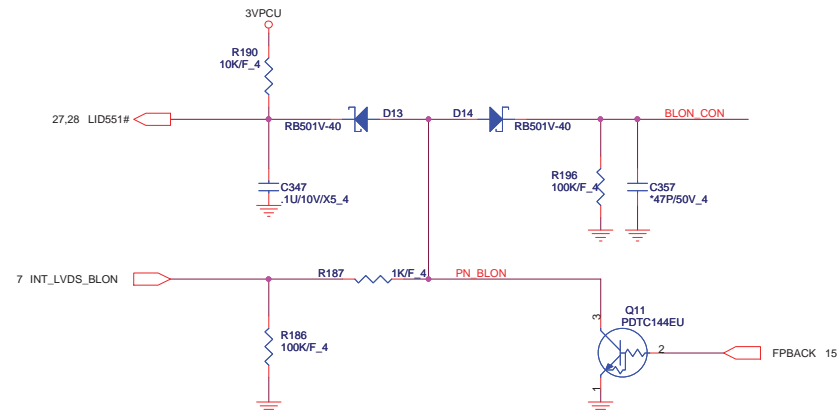 3VPCU
R190
10K/F_4
27,28 LID551#
D13
D14
BLON_CON
RB501V-40
RB501V-40
R196
100K/F_4
C347
.1U/10V/X5_4
C357
*47P/50V_4
7 INT_LVDS_BLON
R187
1K/F_4
PN_BLON
Q11
PDTC144EU
3
R186
100K/F_4
2
FPBACK 15
1